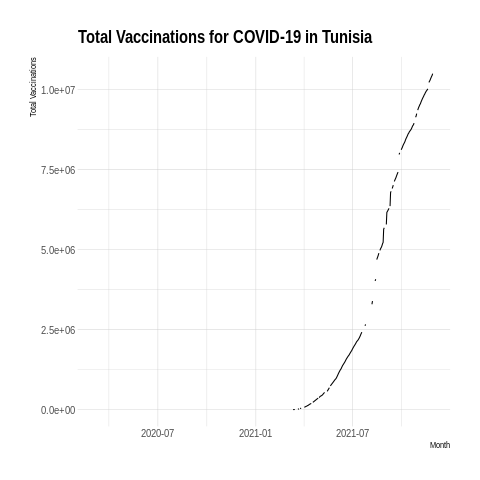 Total Vaccinations for COVID-19 in Tunisia
Total Vaccinations
1.0e+07
7.5e+06
5.0e+06
2.5e+06
0.0e+00
2020-07 2021-01 2021-07
Month